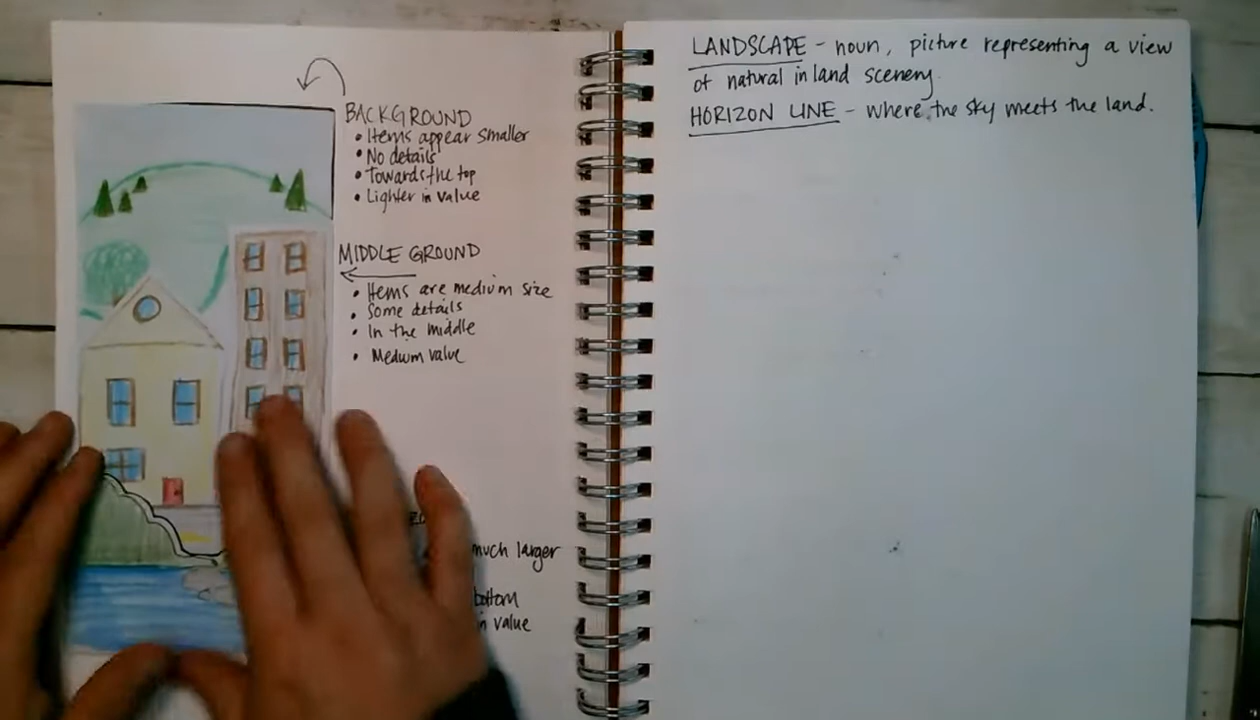 BACKGROUND
• Items appear smaller
• No details
• Towards the top
• Lighter in value
MIDDLE GROUND
• Items are medium size
• Some details
• In the middle
• Medium value
much larger
bottom
value
LANDSCAPE - noun, picture representing a view
of natural inland scenery.
HORIZON LINE - where the sky meets the land.